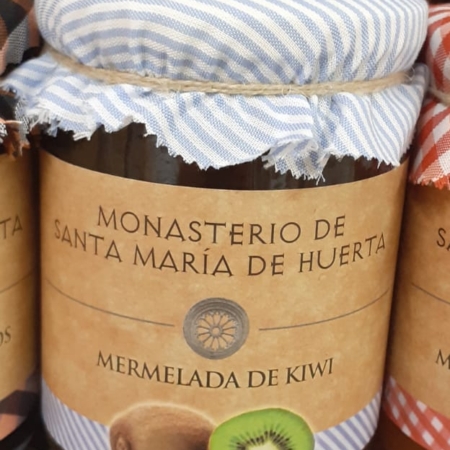 MONASTERIO DE
SANTA MARÍA DE HUERTA
MERMELADA DE KIWI